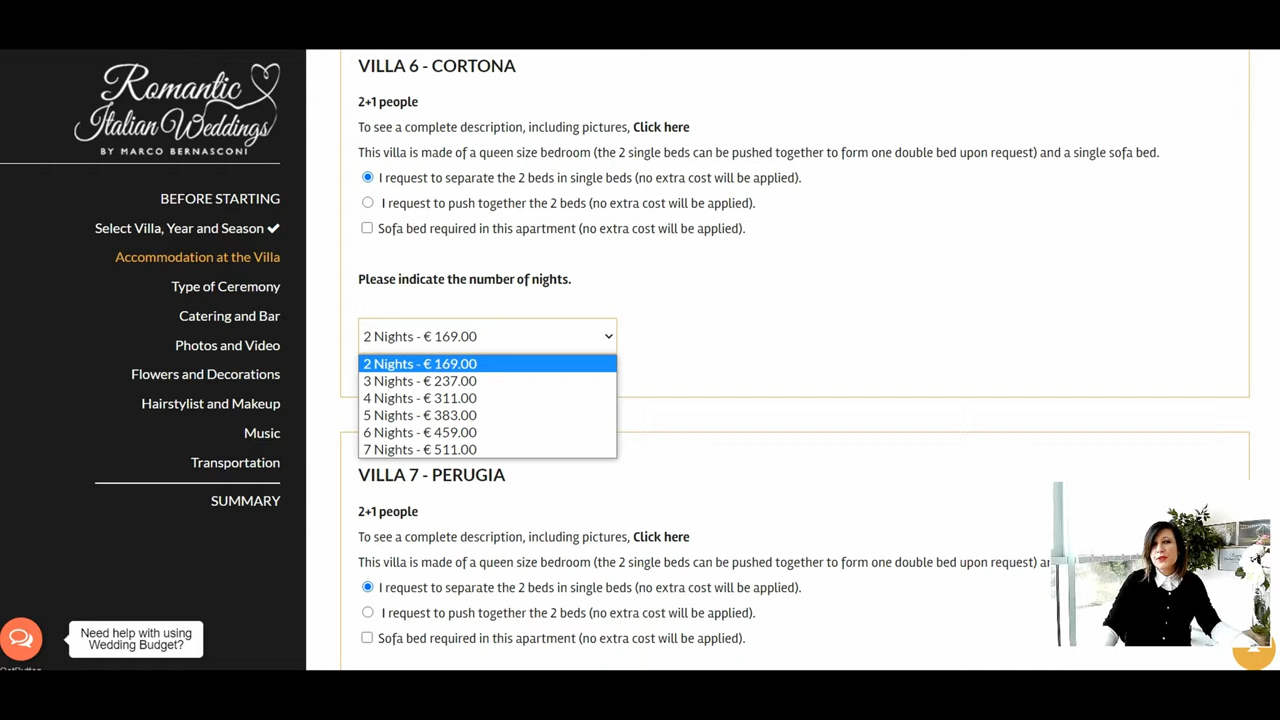 Romantic
Italian Weddings
BY MARCO BERNASCONI
BEFORE STARTING
Select Villa, Year and Season ✔
Accommodation at the Villa
Type of Ceremony
Catering and Bar
Photos and Video
Flowers and Decorations
Hairstylist and Makeup
Music
Transportation
SUMMARY
Need help with using
Wedding Budget?
VILLA 6 - CORTONA
2+1 people
To see a complete description, including pictures, Click here
This villa is made of a queen size bedroom (the 2 single beds can be pushed together to form one double bed upon request) and a single sofa bed.
I request to separate the 2 beds in single beds (no extra cost will be applied).
I request to push together the 2 beds (no extra cost will be applied).
Sofa bed required in this apartment (no extra cost will be applied).
Please indicate the number of nights.
2 Nights - € 169.00
2 Nights - € 169.00
3 Nights - € 237.00
4 Nights - € 311.00
5 Nights - € 383.00
6 Nights - € 459.00
7 Nights - € 511.00
VILLA 7 - PERUGIA
2+1 people
To see a complete description, including pictures, Click here
This villa is made of a queen size bedroom (the 2 single beds can be pushed together to form one double bed upon request)
I request to separate the 2 beds in single beds (no extra cost will be applied).
I request to push together the 2 beds (no extra cost will be applied).
Sofa bed required in this apartment (no extra cost will be applied).